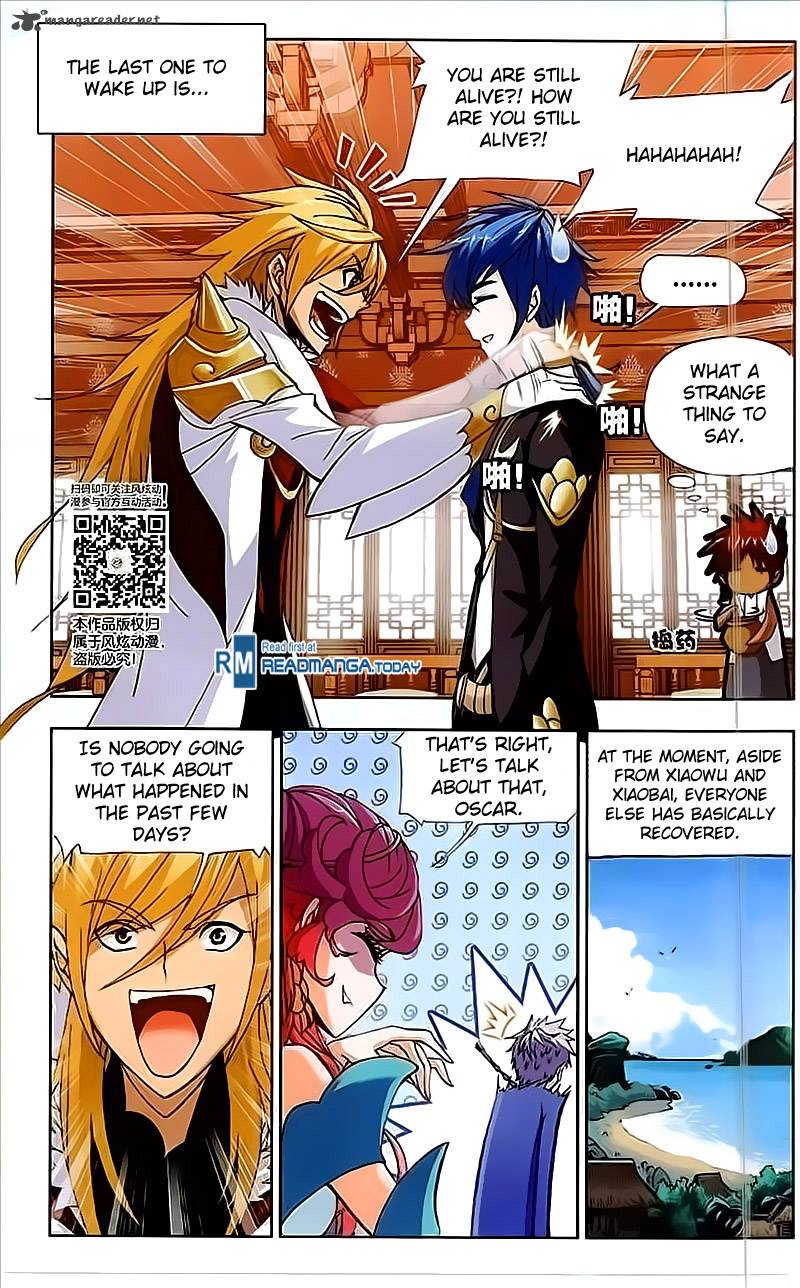 mangareader.net
THE LAST ONE TO
WAKE UP IS...
YOU ARE STILL
ALIVE?! HOW
ARE YOU STILL
ALIVE?!
HAHAHAHAH!
......
啪!
WHAT A
STRANGE
THING TO
SAY.
啪!
啪!
扫码即可关注风炫动
漫参与官方互动活动!
本作品版权归
属于风炫动漫,
盗版必究!
捣药
RM Read first at
READMANGA.TODAY
IS NOBODY GOING
TO TALK ABOUT
WHAT HAPPENED IN
THE PAST FEW
DAYS?
THAT'S RIGHT,
LET'S TALK
ABOUT THAT,
OSCAR.
AT THE MOMENT, ASIDE
FROM XIAOWU AND
XIAOBAI, EVERYONE
ELSE HAS BASICALLY
RECOVERED.